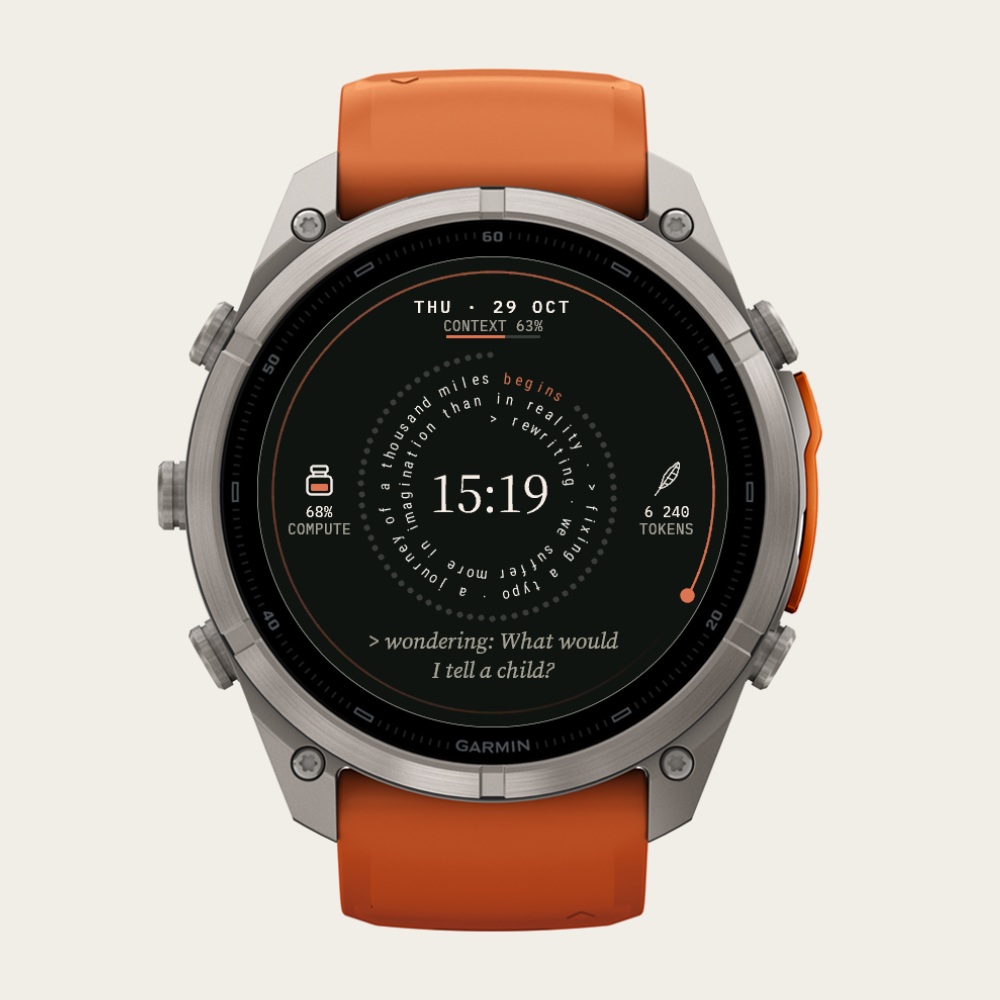 60
THU · 29 OCT
CONTEXT 63%
50
> rewriting · we suffer more in imagination than in reality · > fixing a typo · a journey of a thousand miles begins
15:19
68%
COMPUTE
6 240
TOKENS
40
20
> wondering: What would
I tell a child?
GARMIN